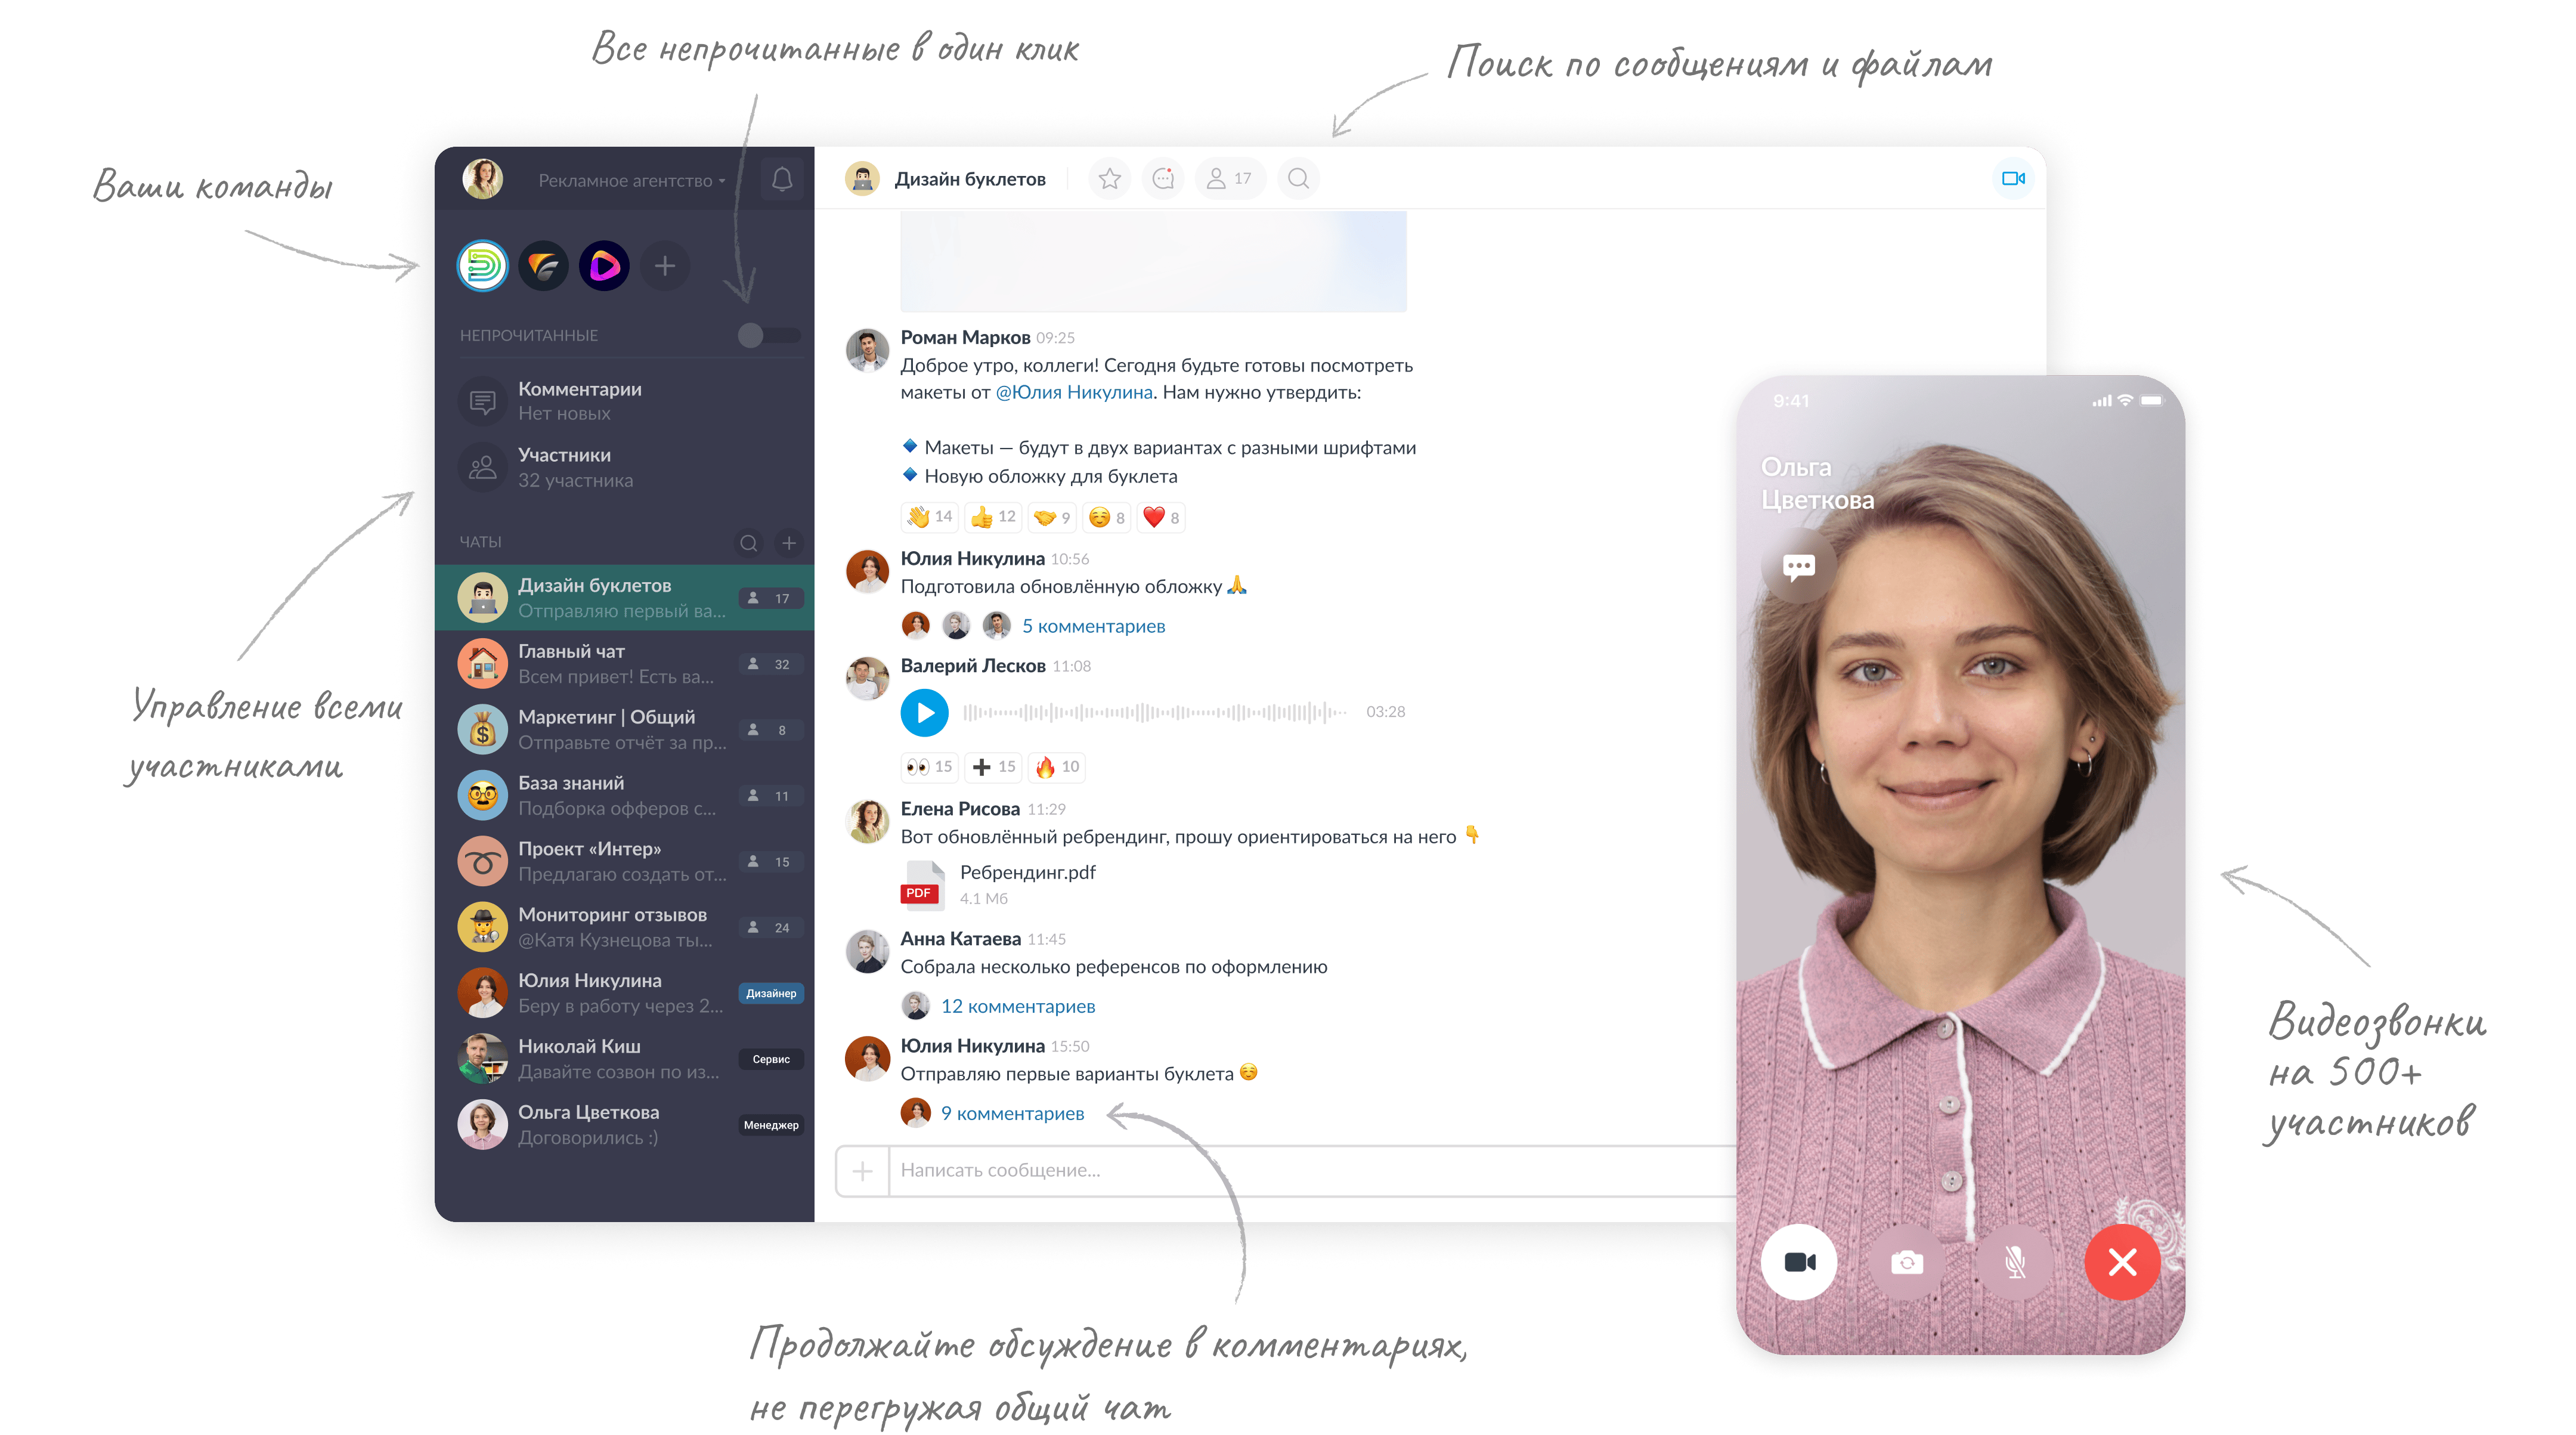 Все непрочитанные в один клик
Поиск по сообщениям и файлам
Ваши команды
Управление всеми
участниками
Рекламное агентство
НЕПРОЧИТАННЫЕ
Комментарии
Нет новых
Участники
32 участника
ЧАТЫ
Дизайн буклетов
17
Отправляю первый ва...
Главный чат
32
Всем привет! Есть ва...
Маркетинг | Общий
8
Отправьте отчёт за пр...
База знаний
11
Подборка офферов с...
Проект «Интер»
15
Предлагаю создать от...
Мониторинг отзывов
24
@Катя Кузнецова ты...
Юлия Никулина
Дизайнер
Беру в работу через 2...
Николай Киш
Сервис
Давайте созвон по из...
Ольга Цветкова
Менеджер
Договорились :)
Дизайн буклетов
17
Роман Марков 09:25
Доброе утро, коллеги! Сегодня будьте готовы посмотреть
макеты от @Юлия Никулина. Нам нужно утвердить:
🔹 Макеты — будут в двух вариантах с разными шрифтами
🔹 Новую обложку для буклета
👋 14 👍 12 🤝 9 ☺️ 8 ❤️ 8
Юлия Никулина 10:56
Подготовила обновлённую обложку 🙏
5 комментариев
Валерий Лесков 11:08
03:28
👀 15 ➕ 15 🔥 10
Елена Рисова 11:29
Вот обновлённый ребрендинг, прошу ориентироваться на него 👇
PDF
Ребрендинг.pdf
4.1 Мб
Анна Катаева 11:45
Собрала несколько референсов по оформлению
12 комментариев
Юлия Никулина 15:50
Отправляю первые варианты буклета ☺️
9 комментариев
Написать сообщение...
9:41
Ольга
Цветкова
Видеозвонки
на 500+
участников
Продолжайте обсуждение в комментариях,
не перегружая общий чат